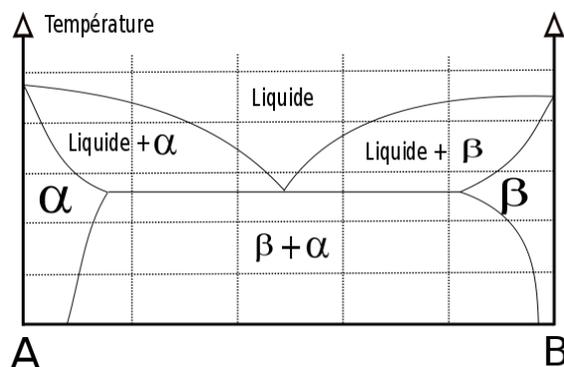 Température
Liquide
Liquide + α
Liquide + β
α
β
β + α
A
B